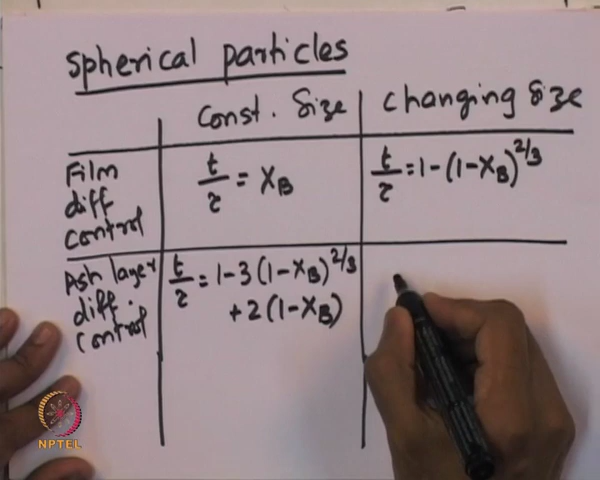 Spherical particles
Const. Size
Changing Size
Film
diff
control
t/τ = X_B
t/τ = 1-(1-X_B)^2/3
Ash layer
diff.
control
t/τ = 1-3(1-X_B)^2/3
+2(1-X_B)
NPTEL